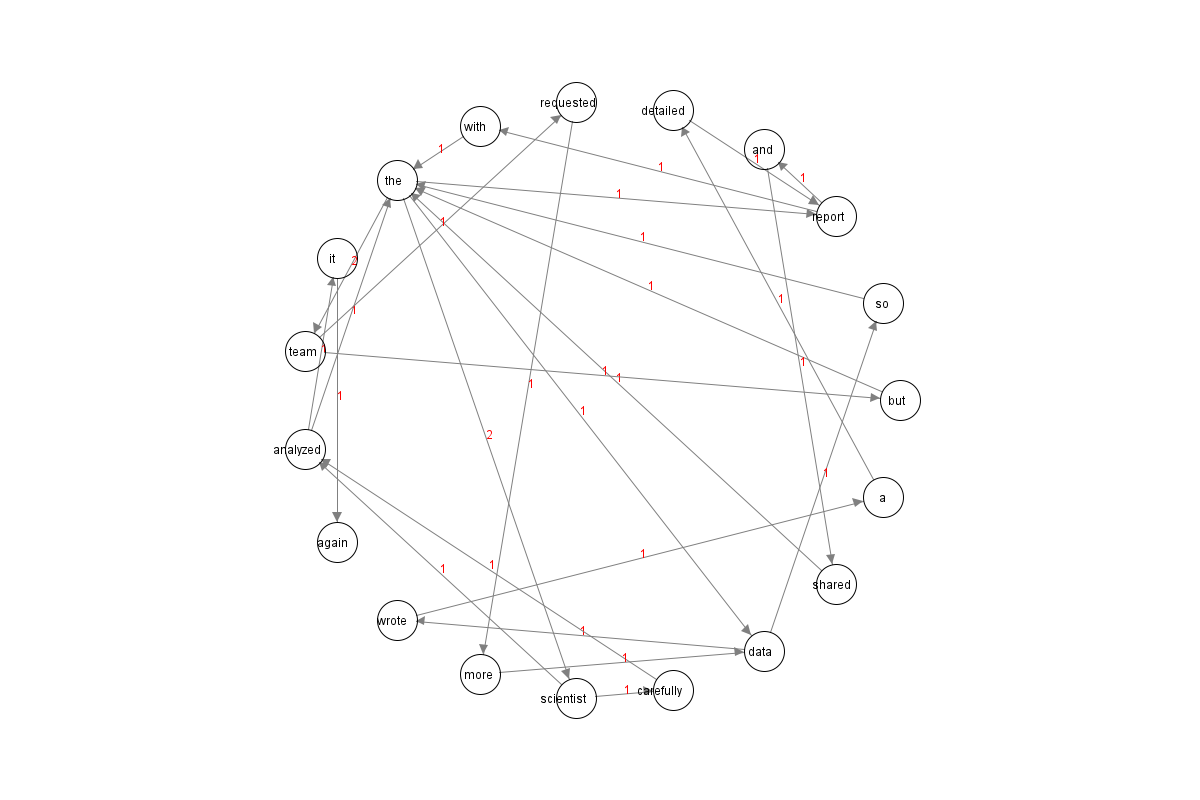 requested
detailed
with
and
1
1
1
the
1
1
report
1
1
it
2
1
1
1
so
1
team
1
1
1
1
1
but
1
1
2
analyzed
1
a
again
1
1
1
shared
wrote
1
data
1
more
scientist
1
carefully